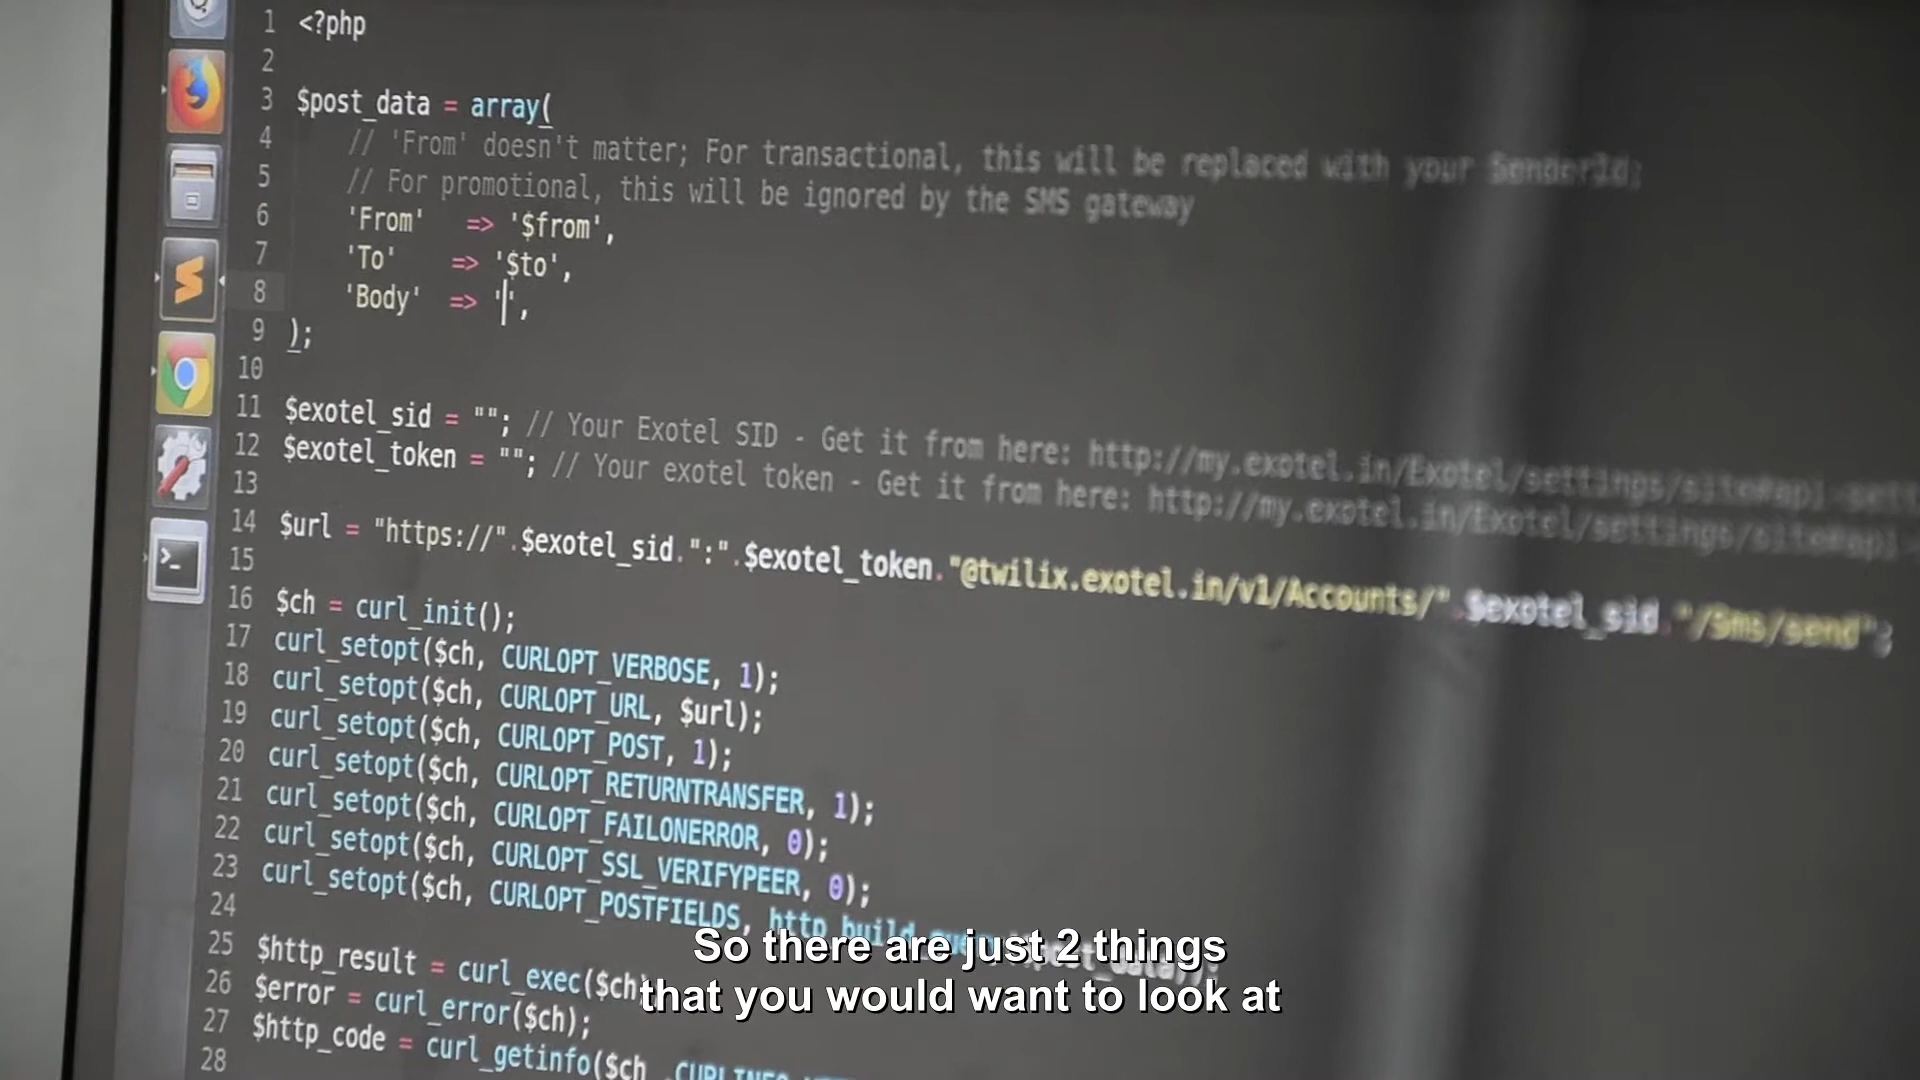 1 <?php
2
3 $post_data = array(
4 // 'From' doesn't matter; For transactional, this will be replaced with your SenderId;
5 // For promotional, this will be ignored by the SMS gateway
6 'From' => '$from',
7 'To' => '$to',
8 'Body' => '',
9 );
10
11 $exotel_sid = ""; // Your Exotel SID - Get it from here: http://my.exotel.in/Exotel/settings/site#api-sett
12 $exotel_token = ""; // Your exotel token - Get it from here: http://my.exotel.in/Exotel/settings/site#api-
13
14 $url = "https://".$exotel_sid.":".$exotel_token."@twilix.exotel.in/v1/Accounts/".$exotel_sid."/Sms/send";
15
16 $ch = curl_init();
17 curl_setopt($ch, CURLOPT_VERBOSE, 1);
18 curl_setopt($ch, CURLOPT_URL, $url);
19 curl_setopt($ch, CURLOPT_POST, 1);
20 curl_setopt($ch, CURLOPT_RETURNTRANSFER, 1);
21 curl_setopt($ch, CURLOPT_FAILONERROR, 0);
22 curl_setopt($ch, CURLOPT_SSL_VERIFYPEER, 0);
23 curl_setopt($ch, CURLOPT_POSTFIELDS, http_build
24
25 $http_result = curl_exec($ch
26 $error = curl_error($ch);
27 $http_code = curl_getinfo($ch
28
So there are just 2 things
that you would want to look at